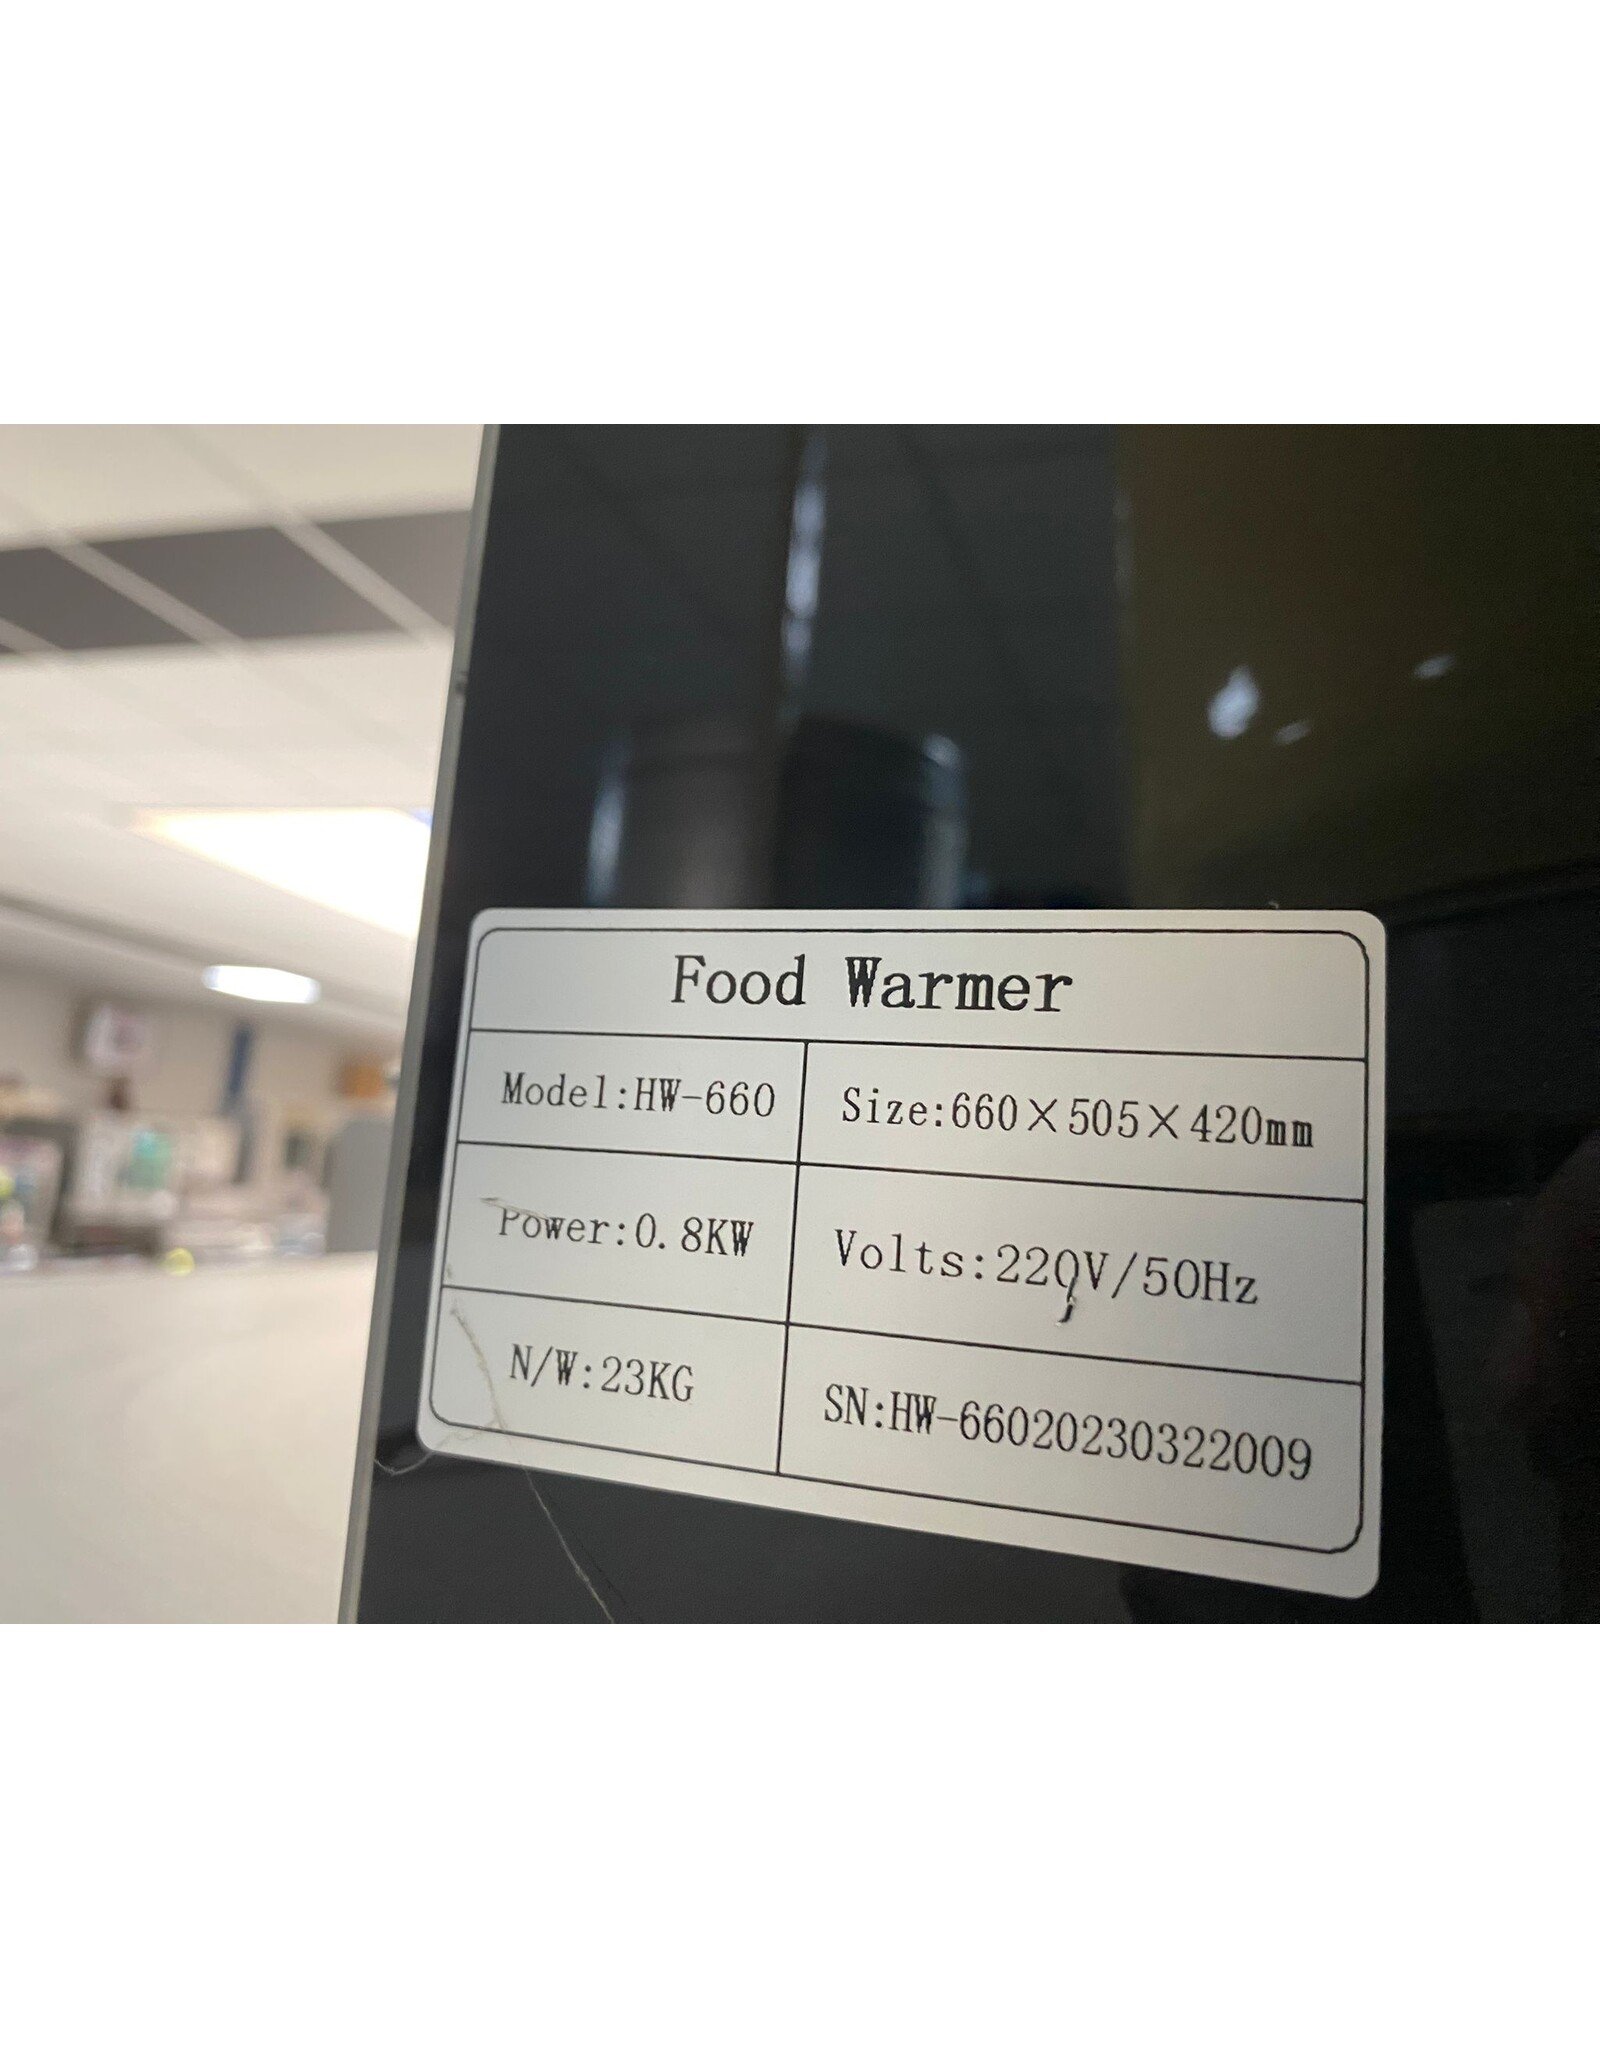 Food Warmer
Model:HW-660
Size:660×505×420mm
Power:0.8KW
Volts:220V/50Hz
N/W:23KG
SN:HW-66020230322009